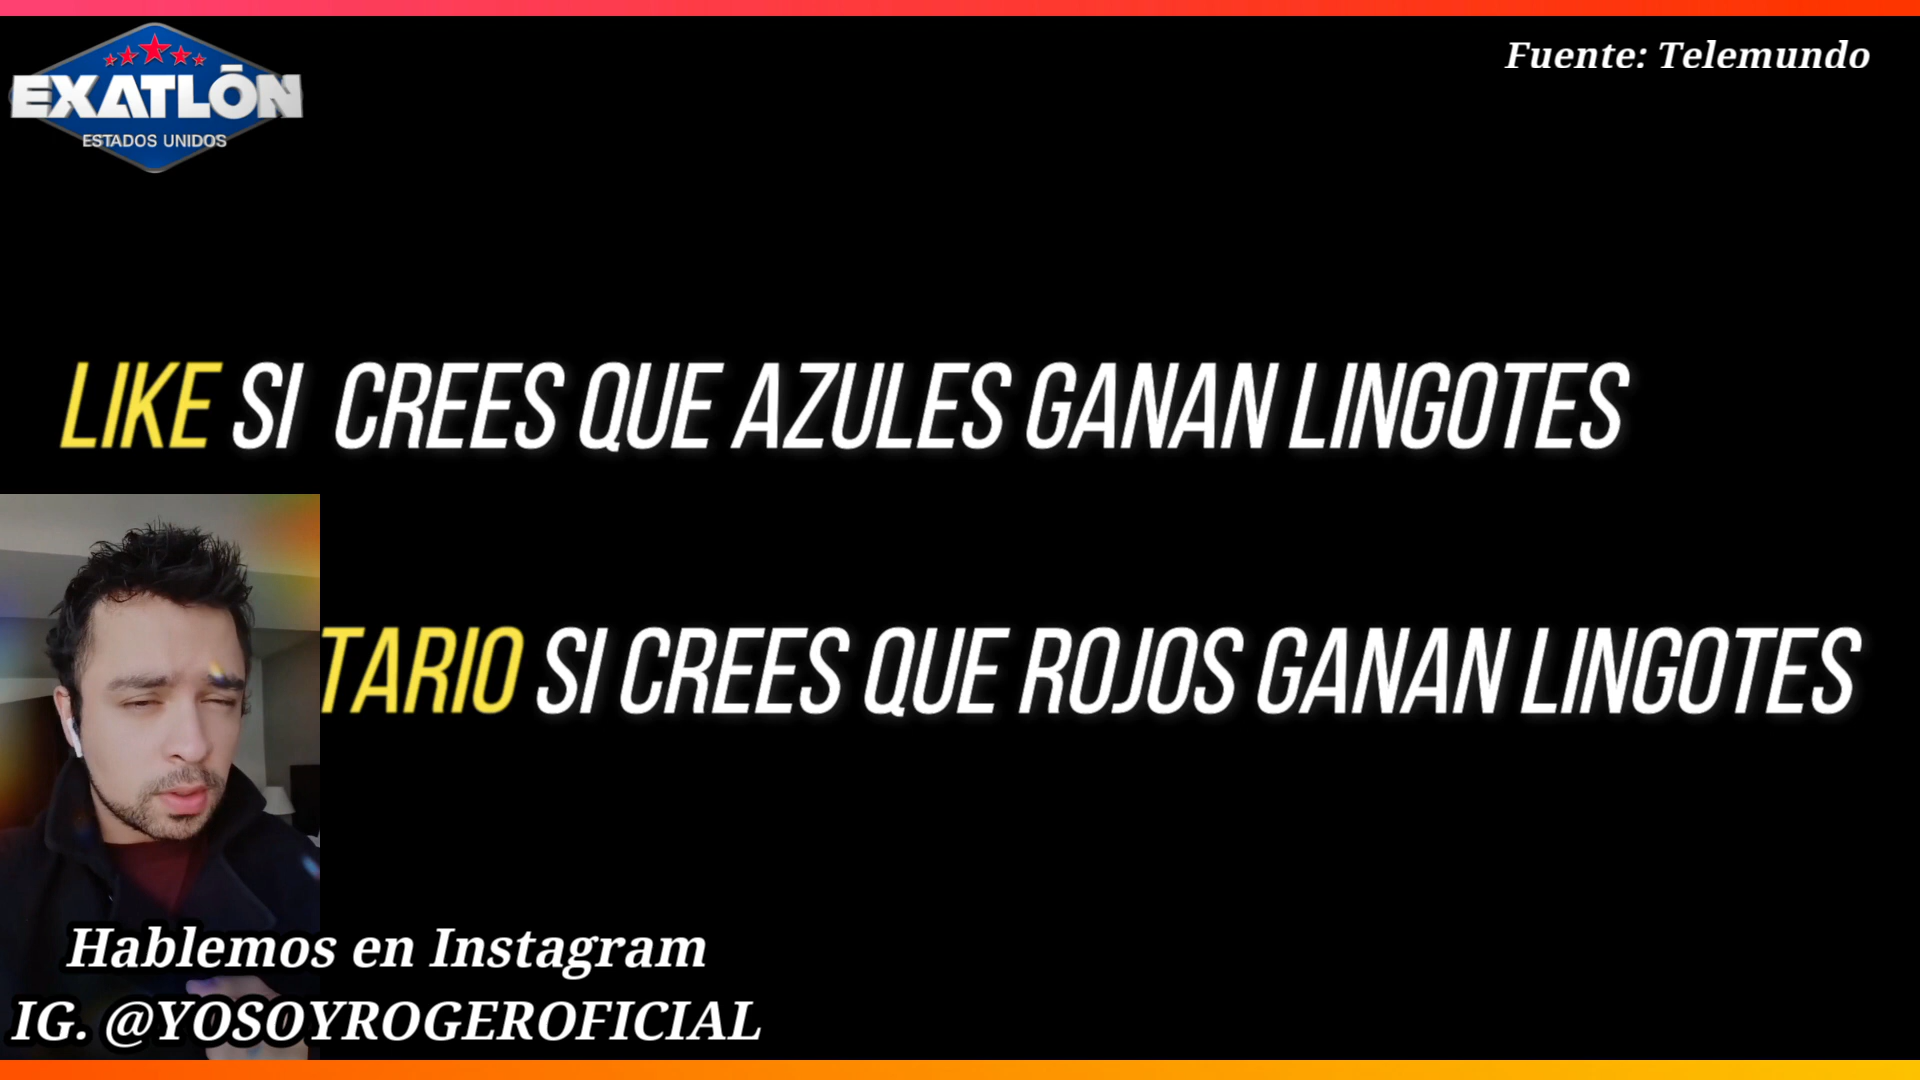 EXATLŌN
ESTADOS UNIDOS
Fuente: Telemundo
LIKE SI CREES QUE AZULES GANAN LINGOTES
TARIO SI CREES QUE ROJOS GANAN LINGOTES
Hablemos en Instagram
IG. @YOSOYROGEROFICIAL